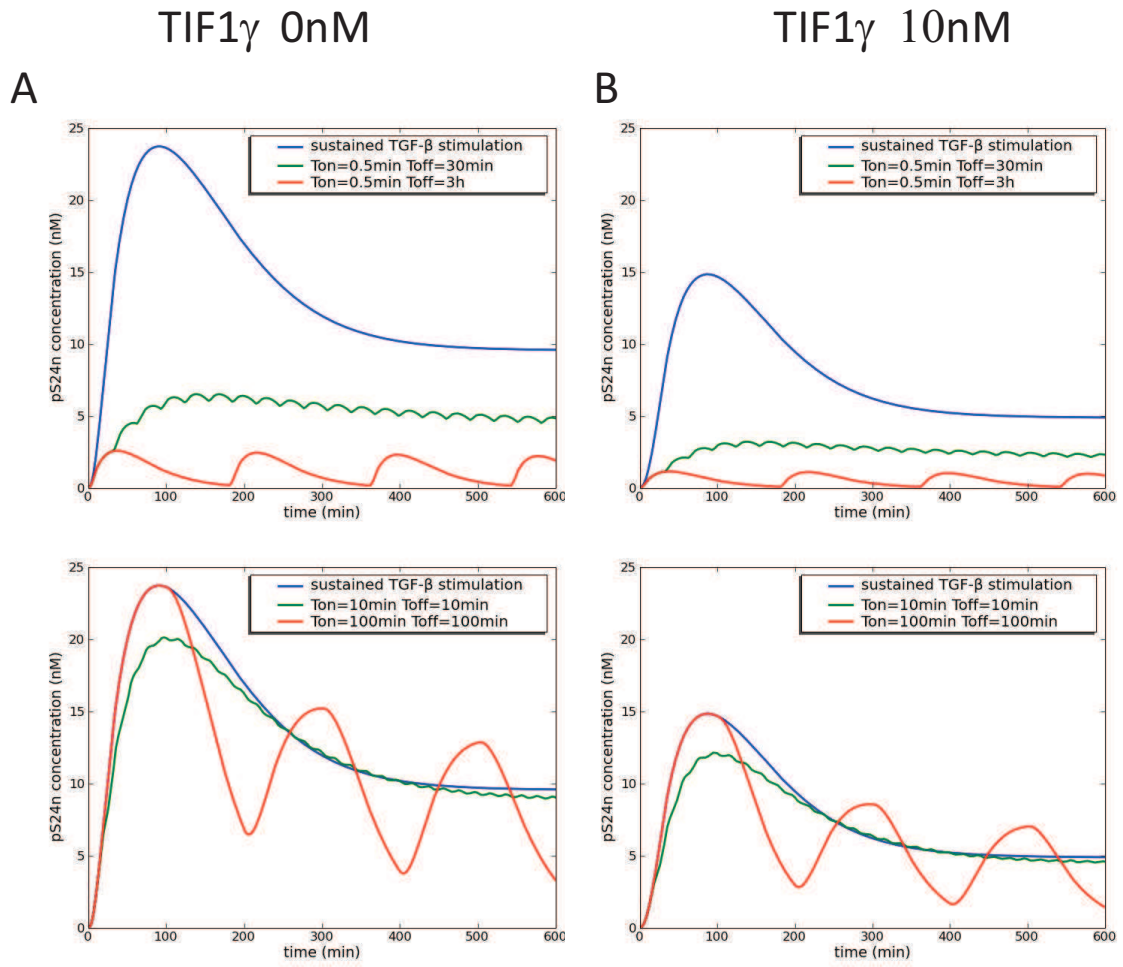 TIF1γ 0nM
TIF1γ 10nM
A
B
25
20
15
10
5
0
pS24n concentration (nM)
sustained TGF-β stimulation
Ton=0.5min Toff=30min
Ton=0.5min Toff=3h
0 100 200 300 400 500 600
time (min)
25
20
15
10
5
0
pS24n concentration (nM)
sustained TGF-β stimulation
Ton=0.5min Toff=30min
Ton=0.5min Toff=3h
0 100 200 300 400 500 600
time (min)
25
20
15
10
5
0
pS24n concentration (nM)
sustained TGF-β stimulation
Ton=10min Toff=10min
Ton=100min Toff=100min
0 100 200 300 400 500 600
time (min)
25
20
15
10
5
0
pS24n concentration (nM)
sustained TGF-β stimulation
Ton=10min Toff=10min
Ton=100min Toff=100min
0 100 200 300 400 500 600
time (min)